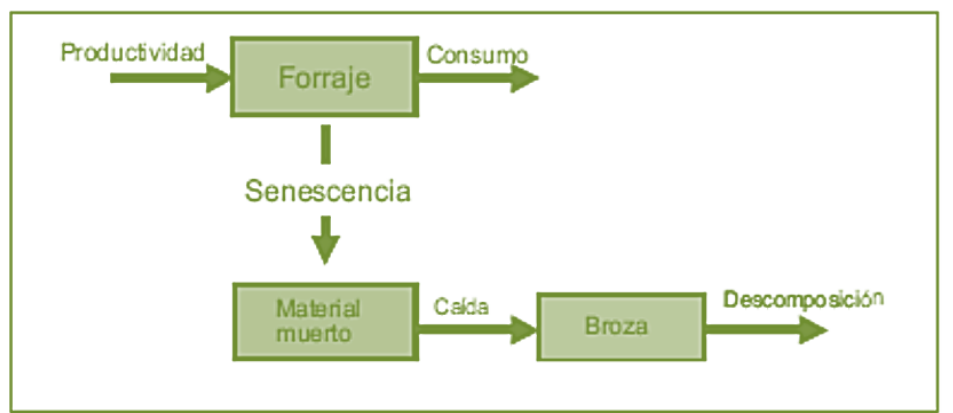 Productividad
Forraje
Consumo
Senescencia
Material
muerto
Caída
Broza
Descomposición